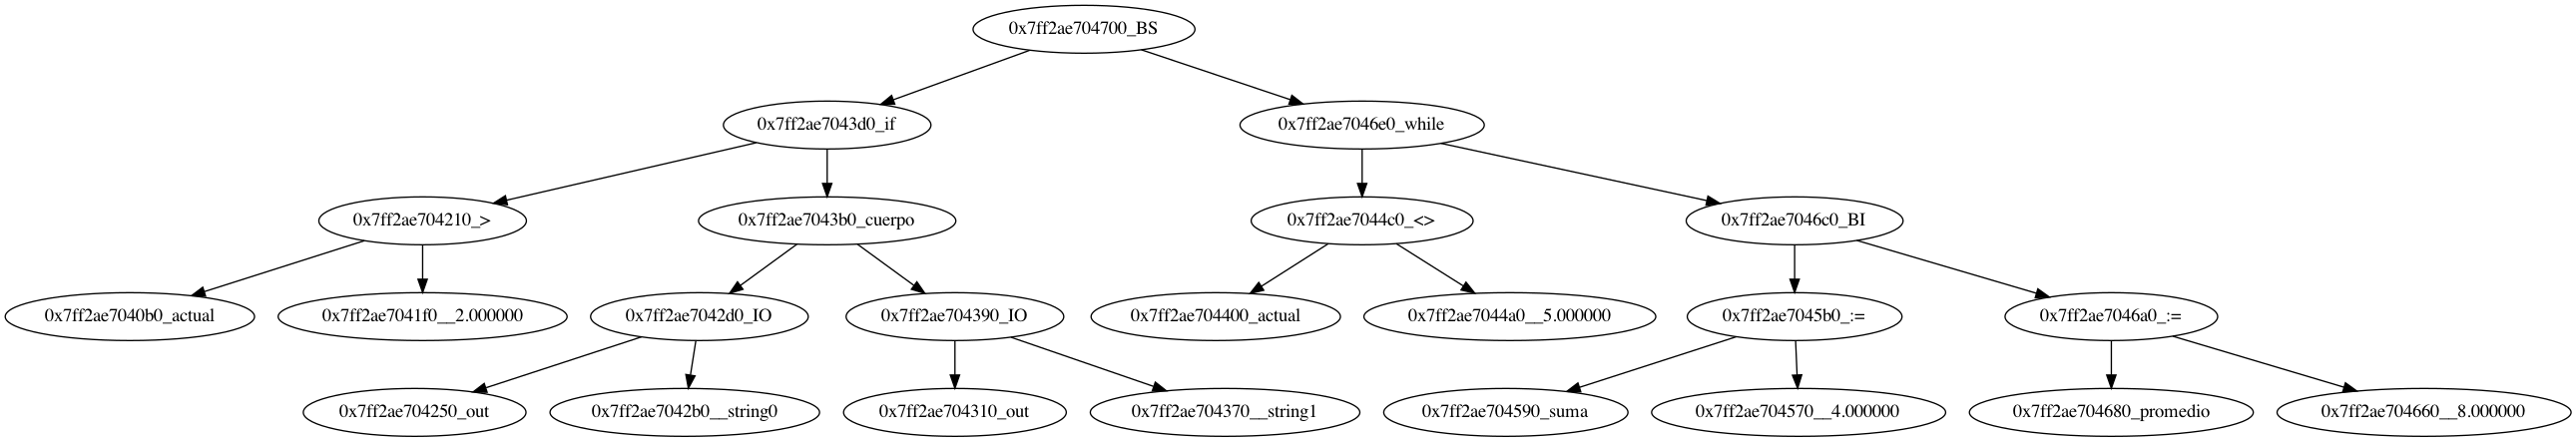 0x7ff2ae704700_BS
0x7ff2ae7043d0_if
0x7ff2ae7046e0_while
0x7ff2ae704210_>
0x7ff2ae7043b0_cuerpo
0x7ff2ae7044c0_<>
0x7ff2ae7046c0_BI
0x7ff2ae7040b0_actual
0x7ff2ae7041f0__2.000000
0x7ff2ae7042d0_IO
0x7ff2ae704390_IO
0x7ff2ae704400_actual
0x7ff2ae7044a0__5.000000
0x7ff2ae7045b0_:=
0x7ff2ae7046a0_:=
0x7ff2ae704250_out
0x7ff2ae7042b0__string0
0x7ff2ae704310_out
0x7ff2ae704370__string1
0x7ff2ae704590_suma
0x7ff2ae704570__4.000000
0x7ff2ae704680_promedio
0x7ff2ae704660__8.000000